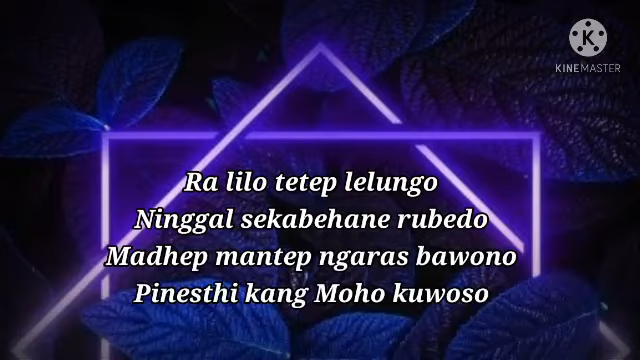 KINEMASTER
Ra lilo tetep lelungo
Ninggal sekabehane rubedo
Madhep mantep ngaras bawono
Pinesthi kang Moho kuwoso